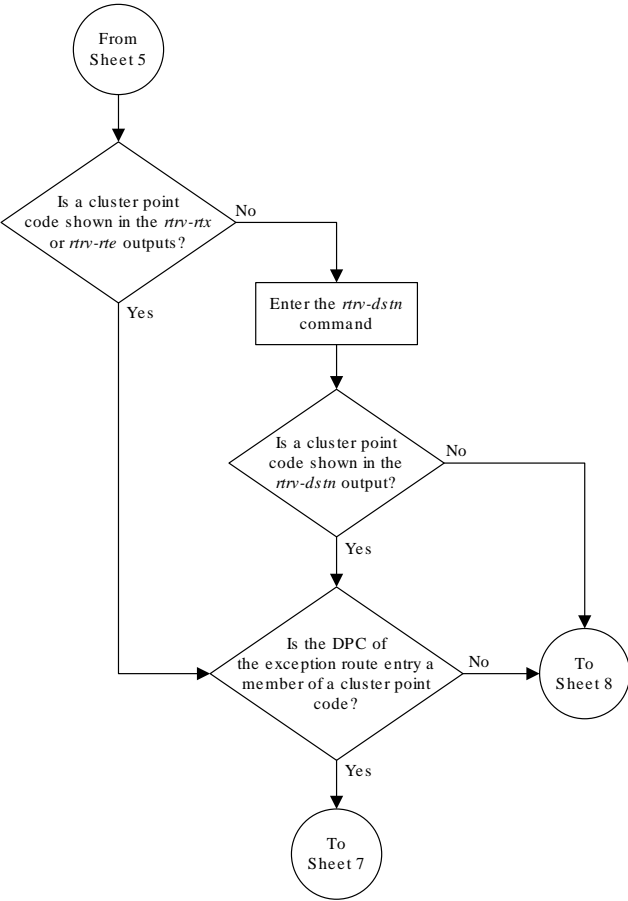 From
Sheet 5
Is a cluster point
code shown in the rtrv-rtx
or rtrv-rte outputs?
No
Yes
Enter the rtrv-dstn
command
Is a cluster point
code shown in the
rtrv-dstn output?
No
Yes
Is the DPC of
the exception route entry a
member of a cluster point
code?
No
To
Sheet 8
Yes
To
Sheet 7